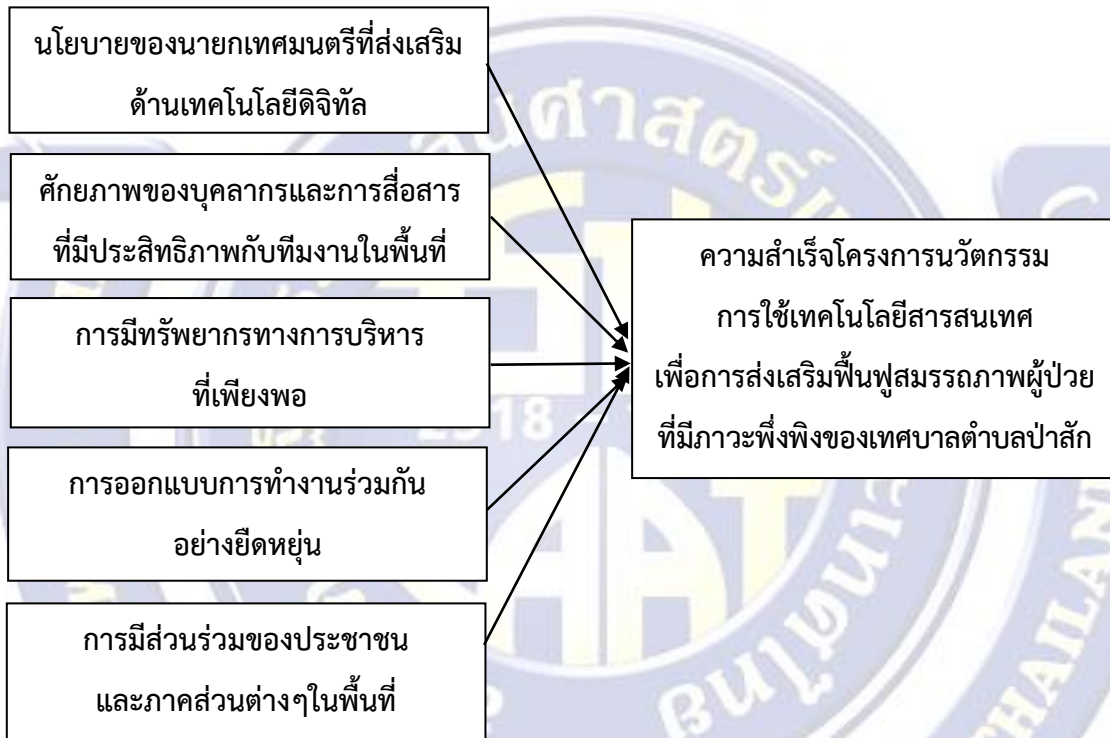 นโยบายของนายกเทศมนตรีที่ส่งเสริม
ด้านเทคโนโลยีดิจิทัล
ศักยภาพของบุคลากรและการสื่อสาร
ที่มีประสิทธิภาพกับทีมงานในพื้นที่
การมีทรัพยากรทางการบริหาร
ที่เพียงพอ
การออกแบบการทำงานร่วมกัน
อย่างยืดหยุ่น
การมีส่วนร่วมของประชาชน
และภาคส่วนต่างๆในพื้นที่
ความสำเร็จโครงการนวัตกรรม
การใช้เทคโนโลยีสารสนเทศ
เพื่อการส่งเสริมฟื้นฟูสมรรถภาพผู้ป่วย
ที่มีภาวะพึ่งพิงของเทศบาลตำบลป่าสัก